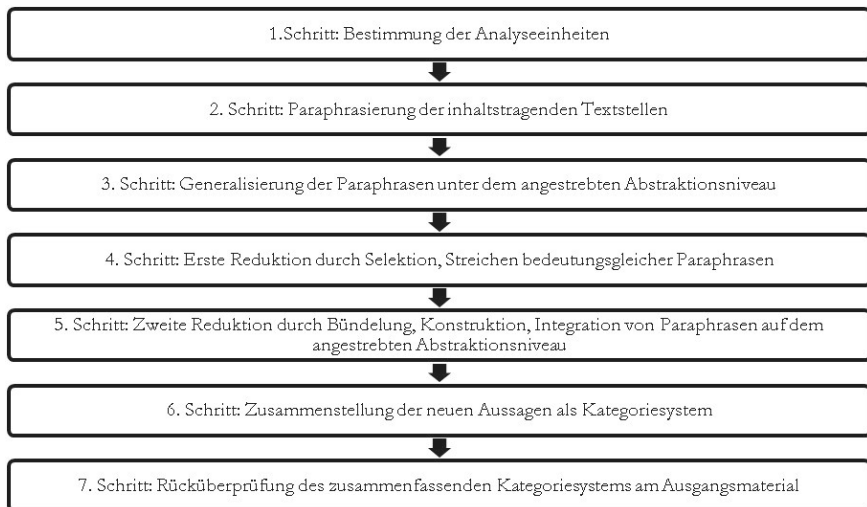 1.Schritt: Bestimmung der Analyseeinheiten
2. Schritt: Paraphrasierung der inhaltstragenden Textstellen
3. Schritt: Generalisierung der Paraphrasen unter dem angestrebten Abstraktionsniveau
4. Schritt: Erste Reduktion durch Selektion, Streichen bedeutungsgleicher Paraphrasen
5. Schritt: Zweite Reduktion durch Bündelung, Konstruktion, Integration von Paraphrasen auf dem
angestrebten Abstraktionsniveau
6. Schritt: Zusammenstellung der neuen Aussagen als Kategoriesystem
7. Schritt: Rücküberprüfung des zusammenfassenden Kategoriesystems am Ausgangsmaterial